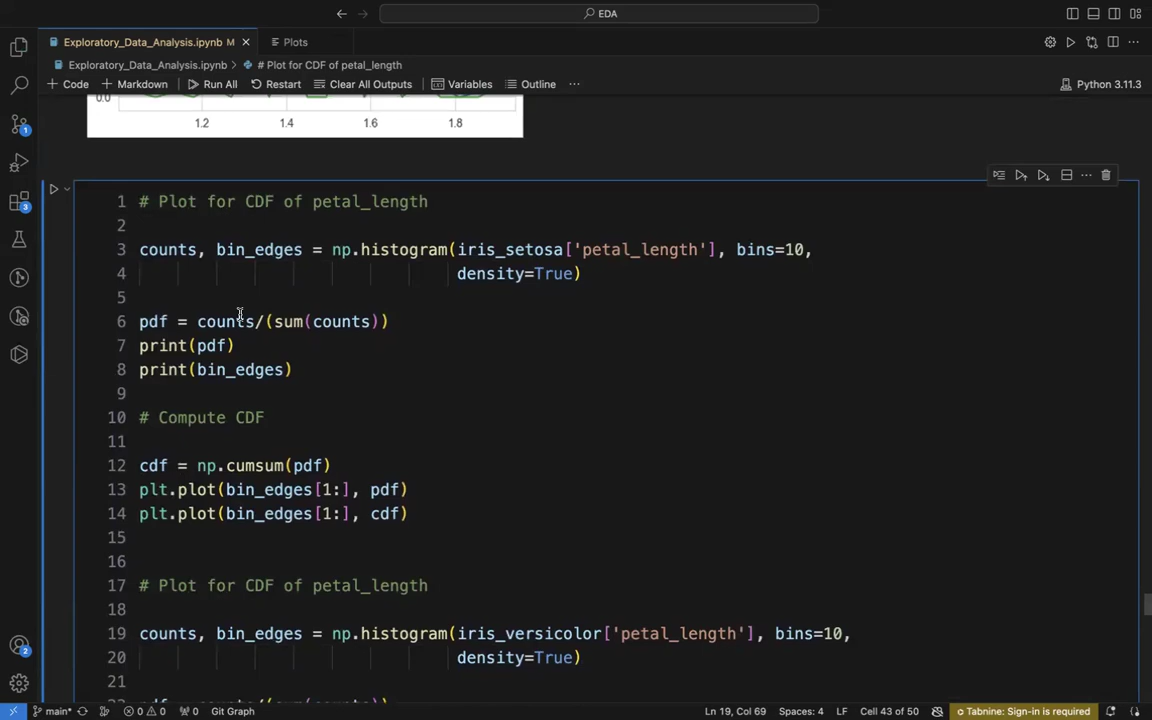 EDA
Exploratory_Data_Analysis.ipynb M
Plots
Exploratory_Data_Analysis.ipynb > # Plot for CDF of petal_length
+ Code + Markdown Run All Restart Clear All Outputs Variables Outline ... Python 3.11.3
0.0
1.2 1.4 1.6 1.8
1 # Plot for CDF of petal_length
2
3 counts, bin_edges = np.histogram(iris_setosa['petal_length'], bins=10,
4 density=True)
5
6 pdf = counts/(sum(counts))
7 print(pdf)
8 print(bin_edges)
9
10 # Compute CDF
11
12 cdf = np.cumsum(pdf)
13 plt.plot(bin_edges[1:], pdf)
14 plt.plot(bin_edges[1:], cdf)
15
16
17 # Plot for CDF of petal_length
18
19 counts, bin_edges = np.histogram(iris_versicolor['petal_length'], bins=10,
20 density=True)
21
1
3
2
main* 0 0 0 Git Graph Ln 19, Col 69 Spaces: 4 LF Cell 43 of 50 Tabnine: Sign-in is required